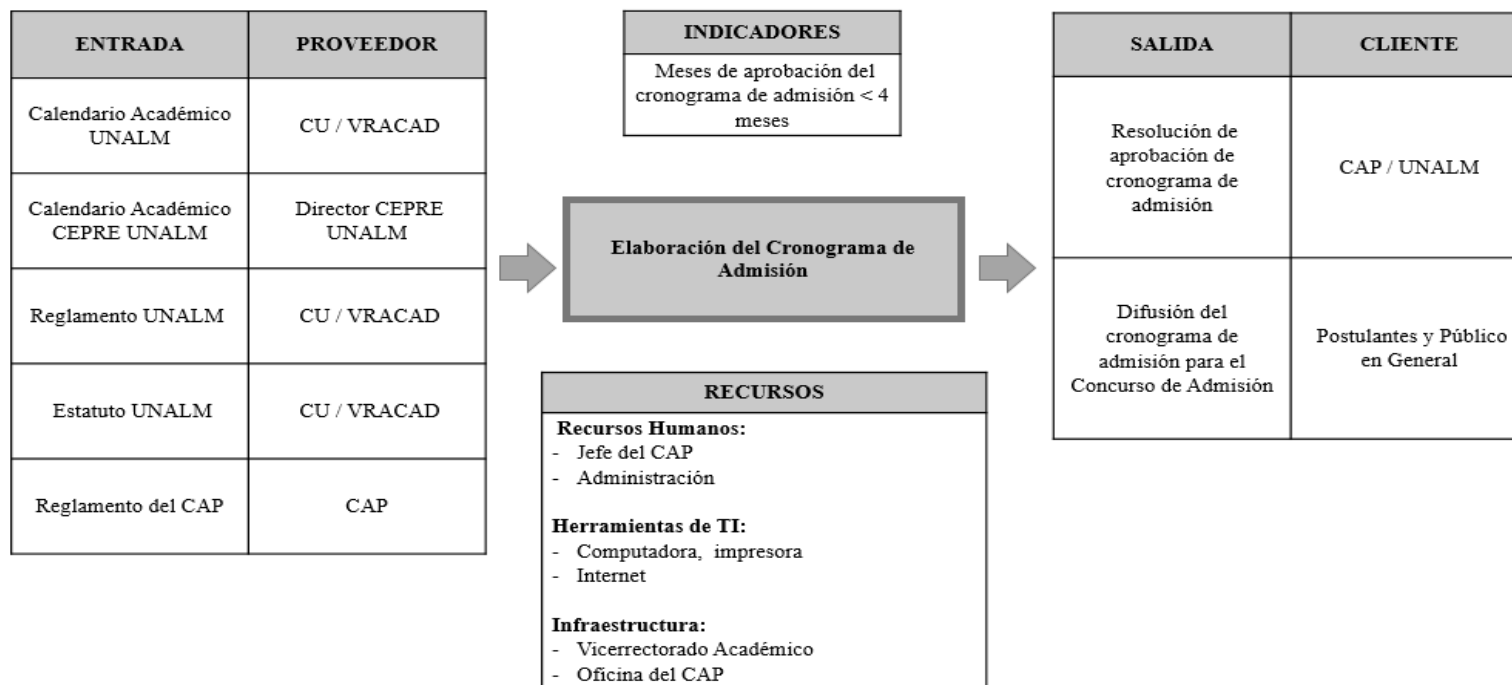 ENTRADA
PROVEEDOR
Calendario Académico
UNALM
CU / VRACAD
Calendario Académico
CEPRE UNALM
Director CEPRE
UNALM
Reglamento UNALM
CU / VRACAD
Estatuto UNALM
CU / VRACAD
Reglamento del CAP
CAP
INDICADORES
Meses de aprobación del
cronograma de admisión < 4
meses
Elaboración del Cronograma de
Admisión
RECURSOS
Recursos Humanos:
- Jefe del CAP
- Administración
Herramientas de TI:
- Computadora, impresora
- Internet
Infraestructura:
- Vicerrectorado Académico
- Oficina del CAP
SALIDA
CLIENTE
Resolución de
aprobación de
cronograma de
admisión
CAP / UNALM
Difusión del
cronograma de
admisión para el
Concurso de Admisión
Postulantes y Público
en General